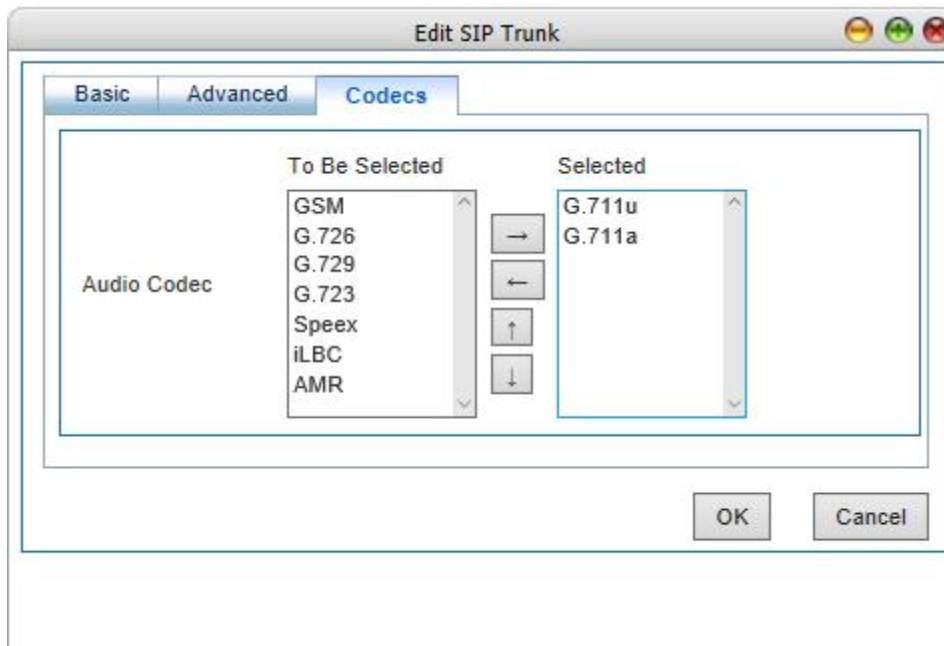 Edit SIP Trunk
Basic Advanced Codecs
To Be Selected Selected
GSM G.711u
G.726 → G.711a
G.729
Audio Codec ←
G.723
Speex ↑
iLBC
AMR ↓
OK Cancel